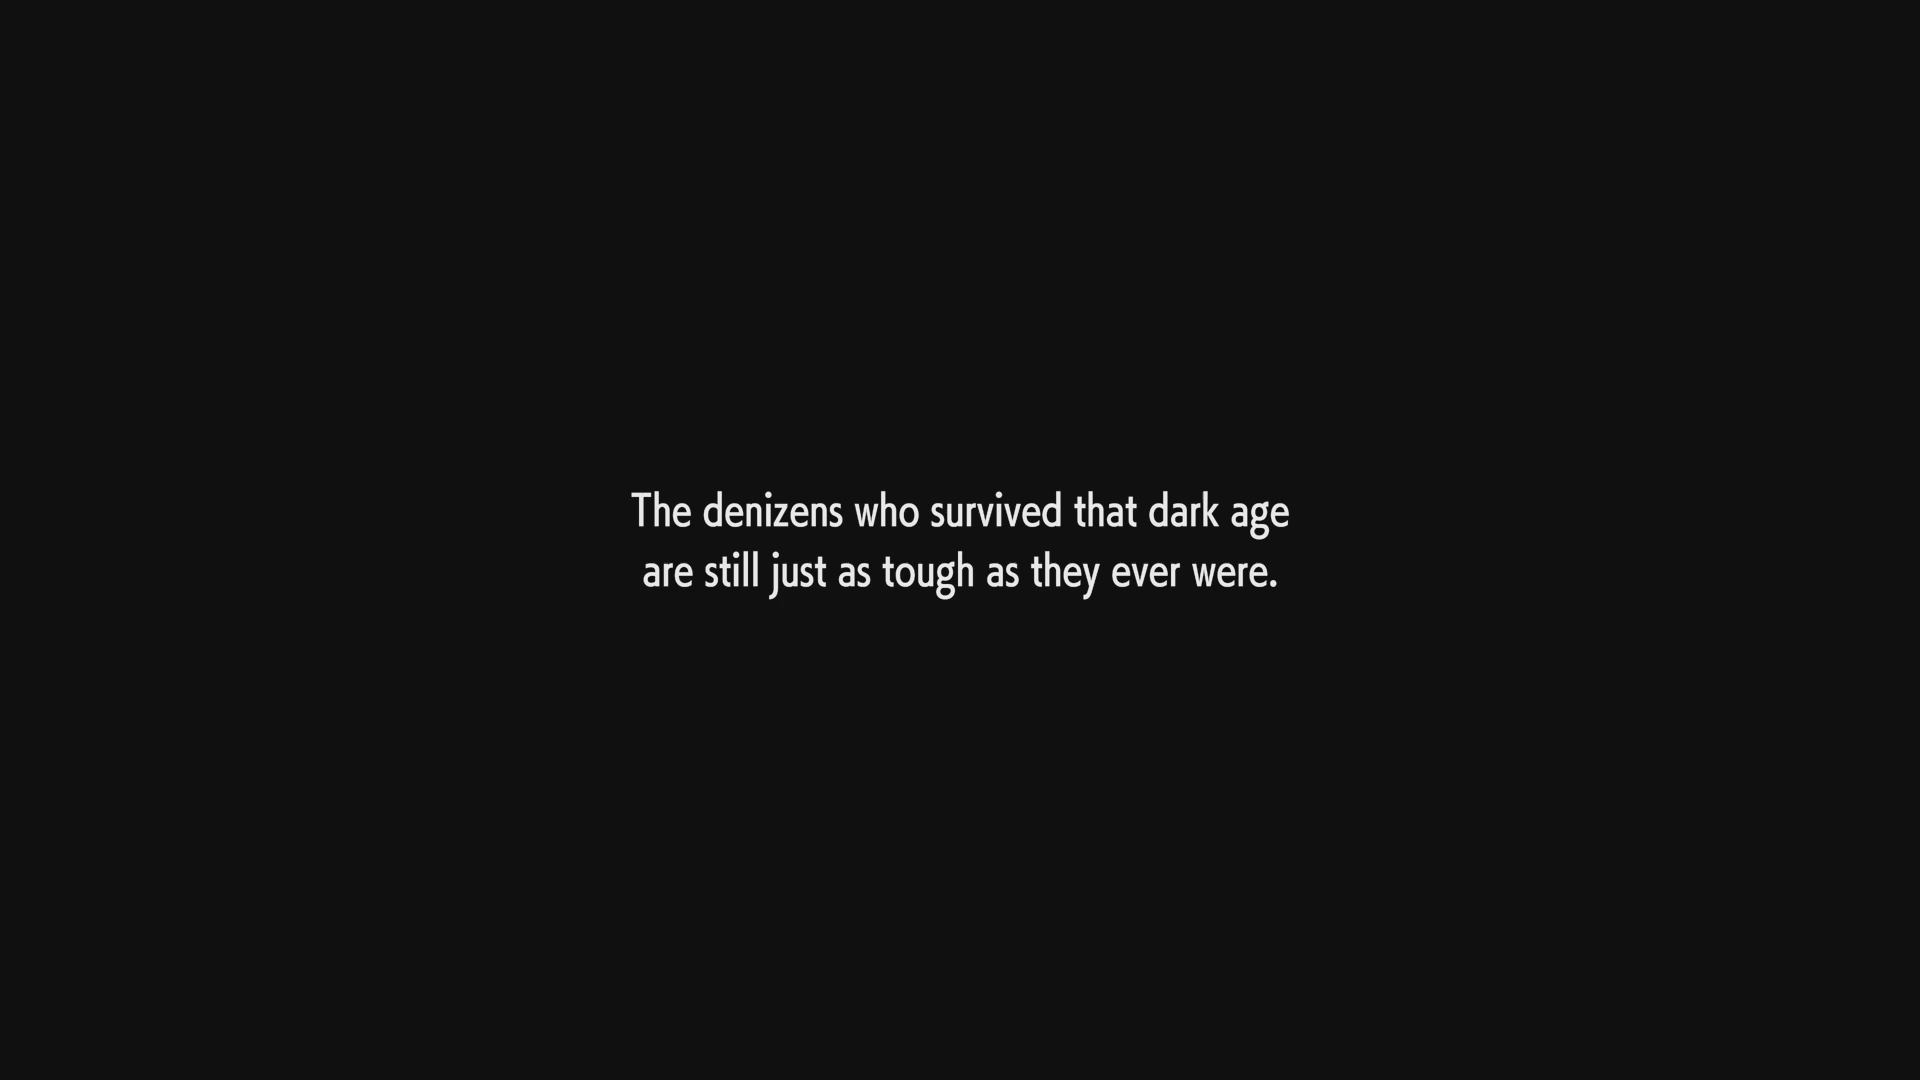 The denizens who survived that dark age
are still just as tough as they ever were.